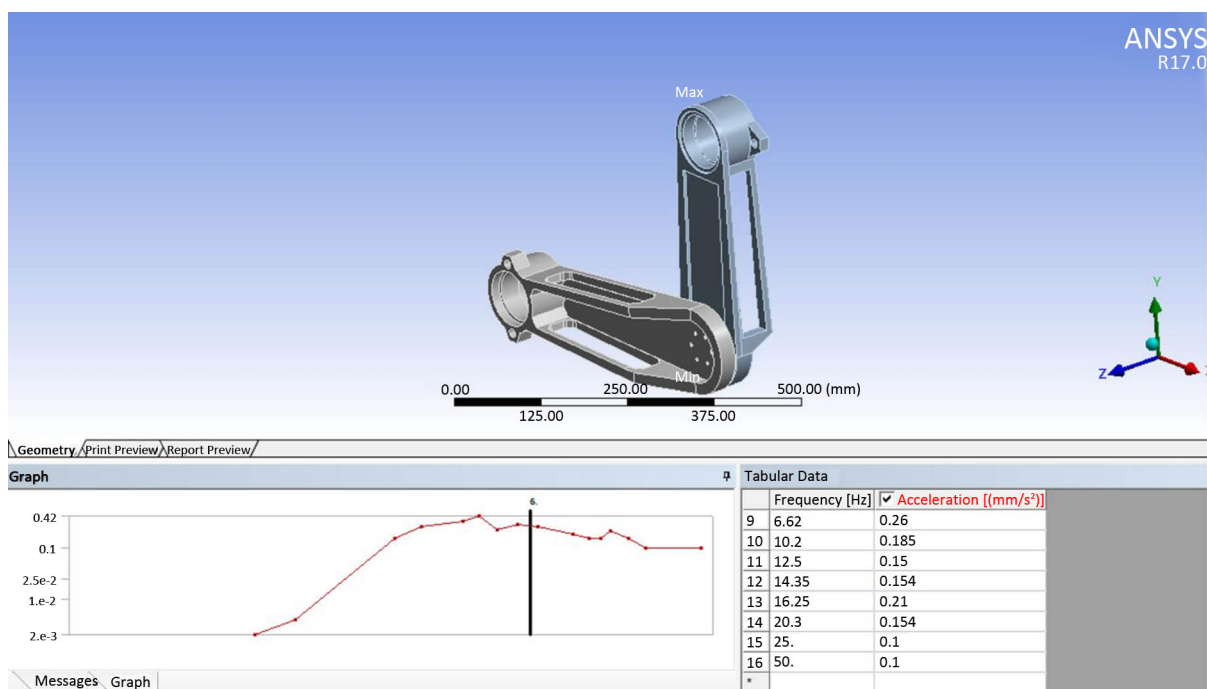 ANSYS
R17.0
Max
Min
0.00 250.00 500.00 (mm)
125.00 375.00
Y
Z
Geometry Print Preview Report Preview
Graph
6.
0.42
0.1
2.5e-2
1.e-2
2.e-3
Messages Graph
Tabular Data
Frequency [Hz] Acceleration [(mm/s²)]
9 6.62 0.26
10 10.2 0.185
11 12.5 0.15
12 14.35 0.154
13 16.25 0.21
14 20.3 0.154
15 25. 0.1
16 50. 0.1
*